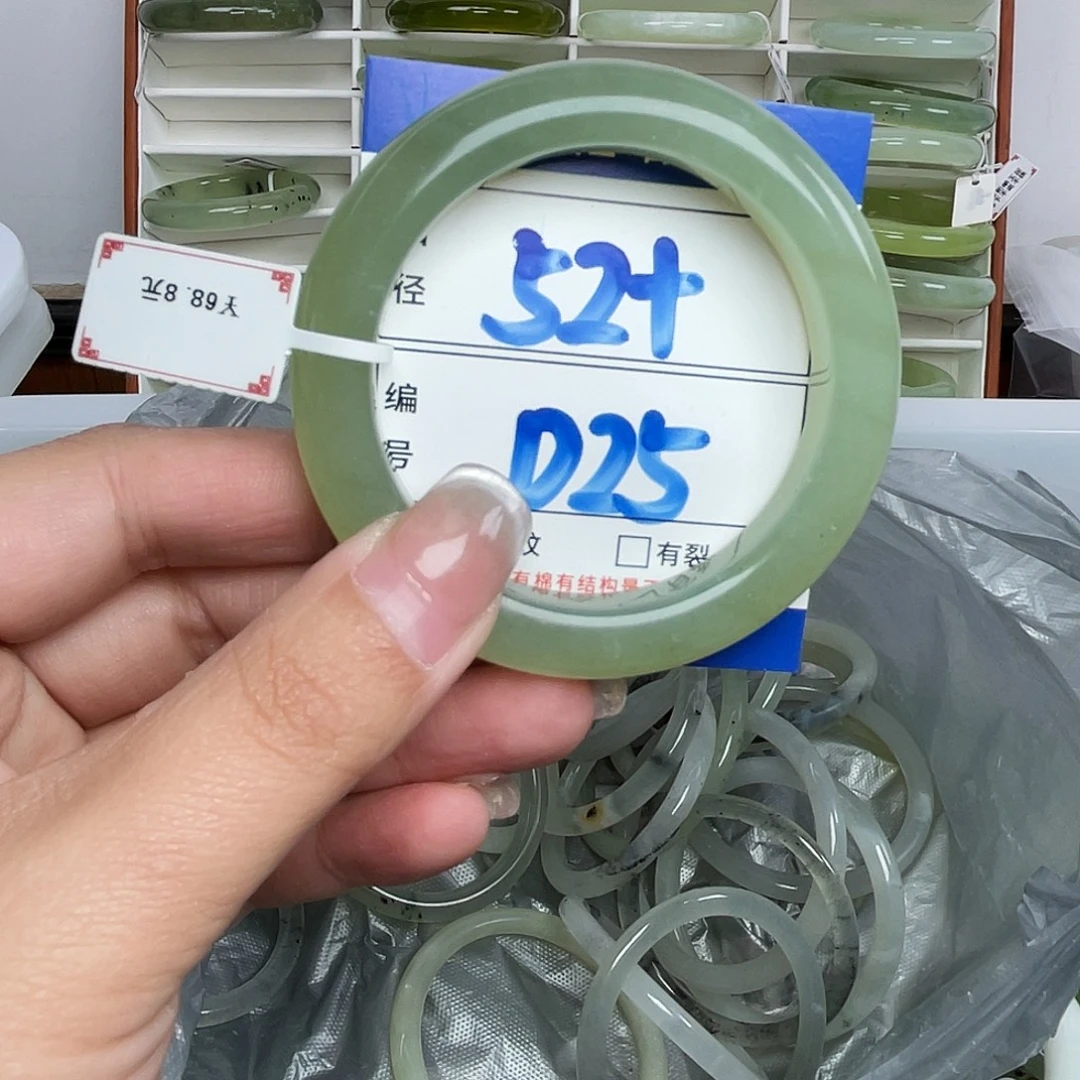 径
52+
编
号
D25
纹 □有裂
有棉有结构是
￥68.8元